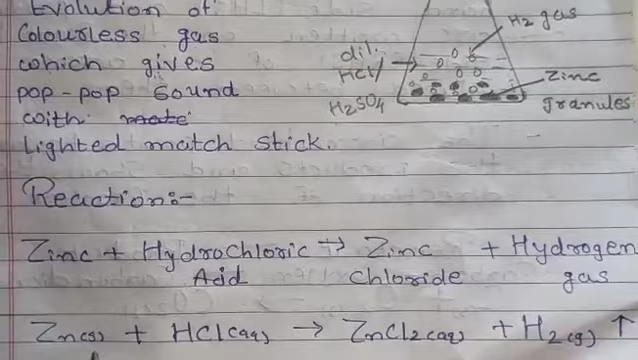 Evolution of
Colourless gas
which gives
pop-pop sound
with
Lighted match stick.
H2 gas
dil.
HCl/
H2SO4
Zinc
granules
Reaction:-
Zinc + Hydrochloric → Zinc + Hydrogen
Acid chloride gas
Zn(s) + HCl(aq) → ZnCl2(aq) + H2(g) ↑